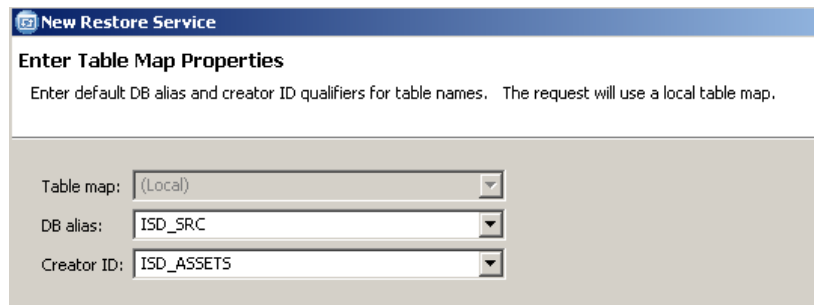 New Restore Service
Enter Table Map Properties
Enter default DB alias and creator ID qualifiers for table names. The request will use a local table map.
Table map: (Local)
DB alias: ISD_SRC
Creator ID: ISD_ASSETS